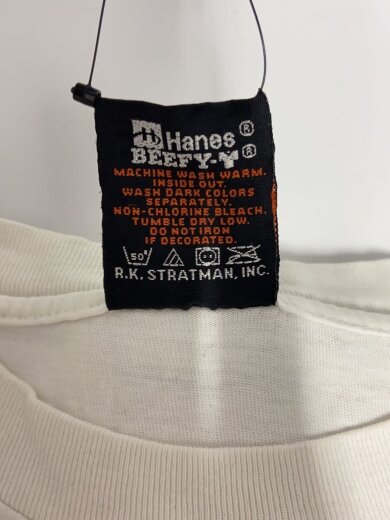 Hanes®
BEEFY-T®
MACHINE WASH WARM.
INSIDE OUT.
WASH DARK COLORS
SEPARATELY.
NON-CHLORINE BLEACH.
TUMBLE DRY LOW.
DO NOT IRON
IF DECORATED.
50
R.K. STRATMAN, INC.